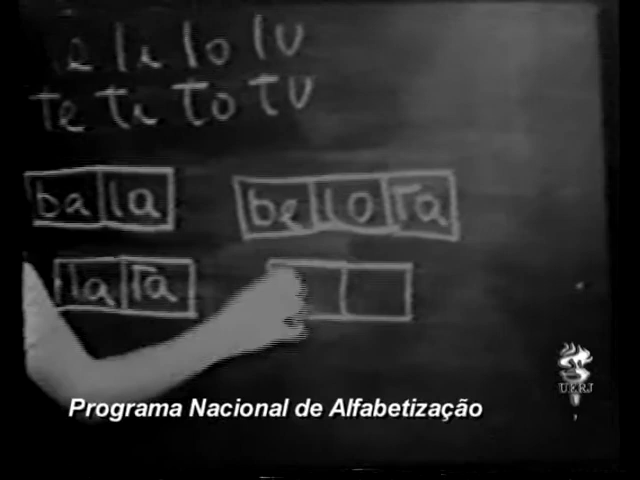 le li lo lu
te ti to tu
ba la
be lo ta
la ta
Programa Nacional de Alfabetização
UERJ